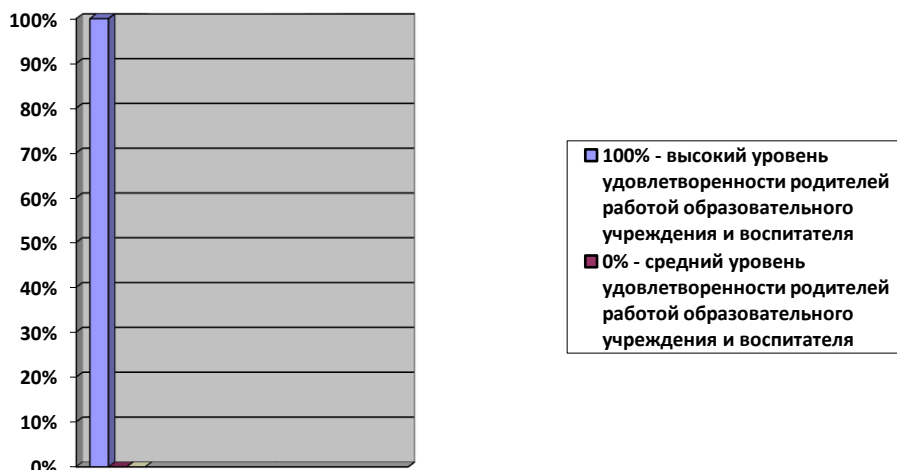 100%
90%
80%
70%
60%
50%
40%
30%
20%
10%
0%
100% - высокий уровень
удовлетворенности родителей
работой образовательного
учреждения и воспитателя
0% - средний уровень
удовлетворенности родителей
работой образовательного
учреждения и воспитателя